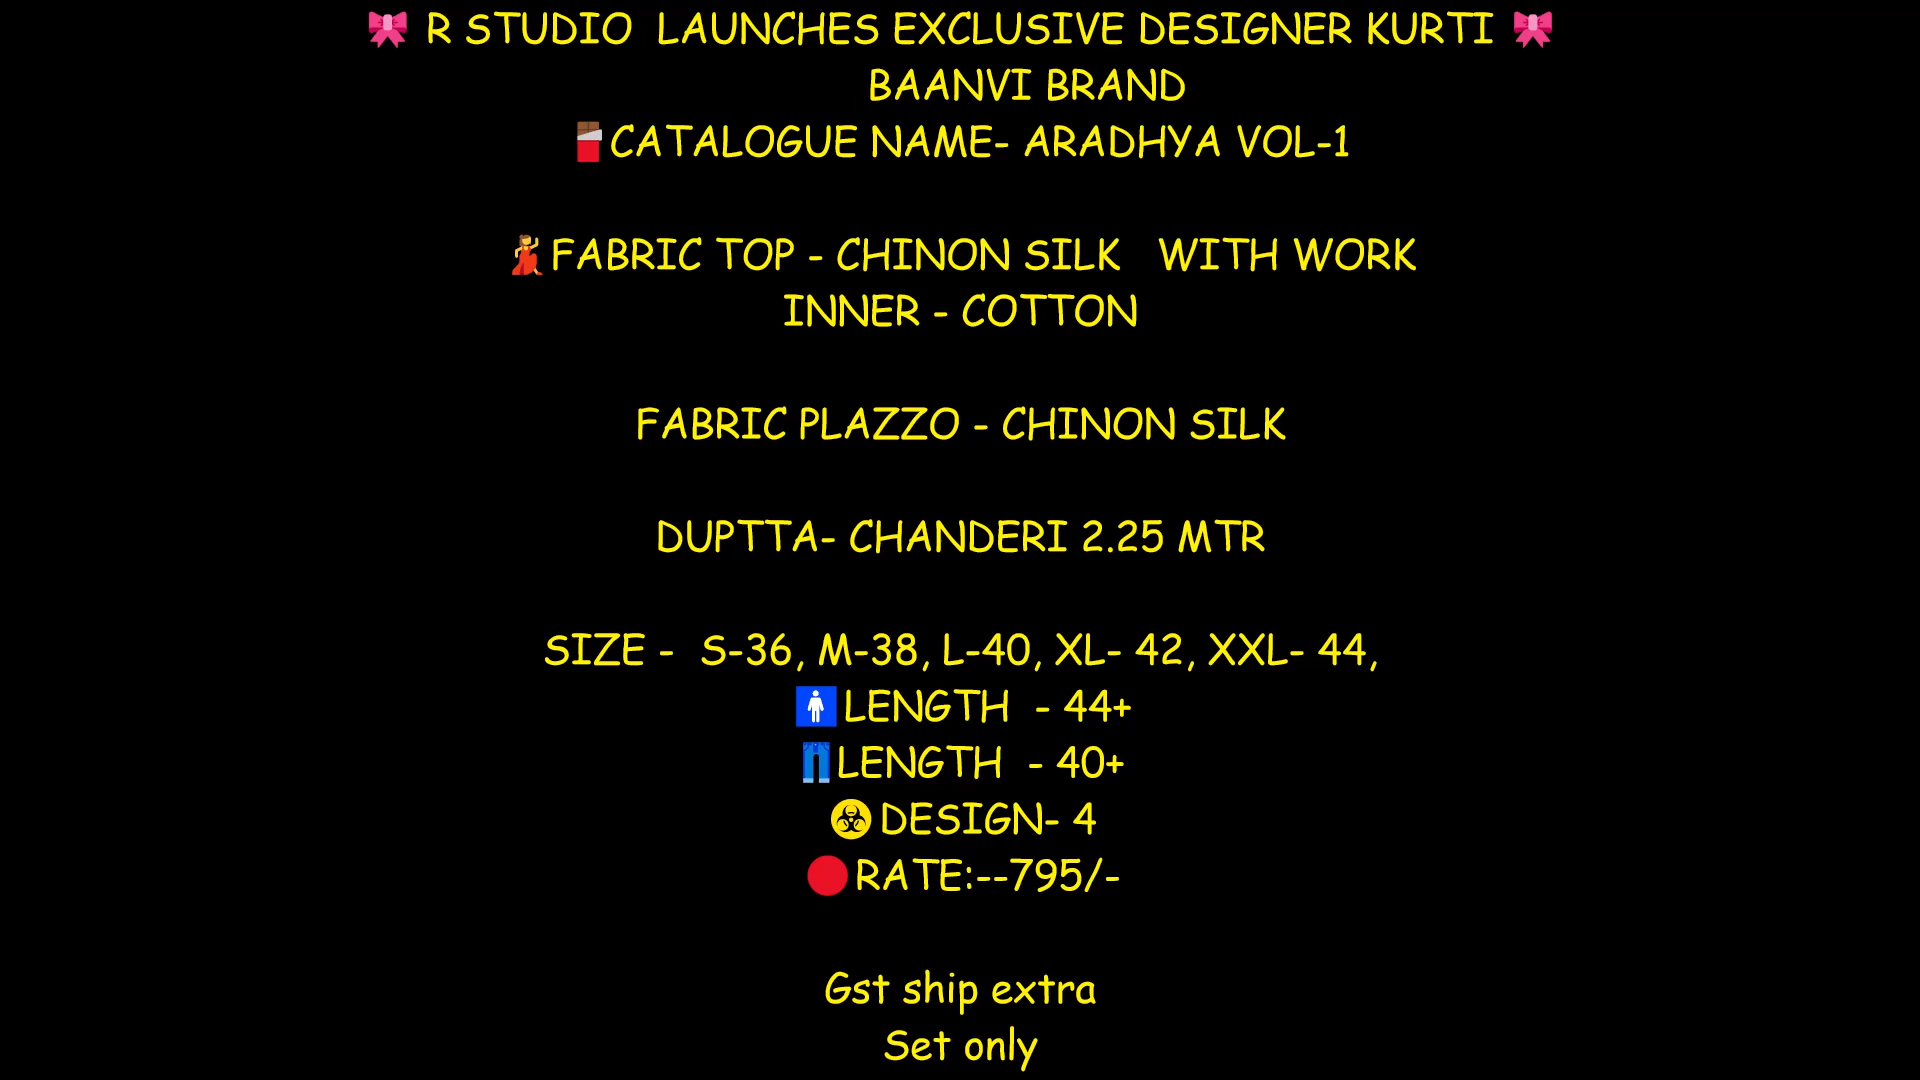 🎀 R STUDIO  LAUNCHES EXCLUSIVE DESIGNER KURTI 🎀
BAANVI BRAND
🍫CATALOGUE NAME- ARADHYA VOL-1
💃FABRIC TOP - CHINON SILK   WITH WORK
INNER - COTTON
FABRIC PLAZZO - CHINON SILK
DUPTTA- CHANDERI 2.25 MTR
SIZE -  S-36, M-38, L-40, XL- 42, XXL- 44,
🚹LENGTH  - 44+
👖LENGTH  - 40+
☣DESIGN- 4
🔴RATE:--795/-
Gst ship extra
Set only